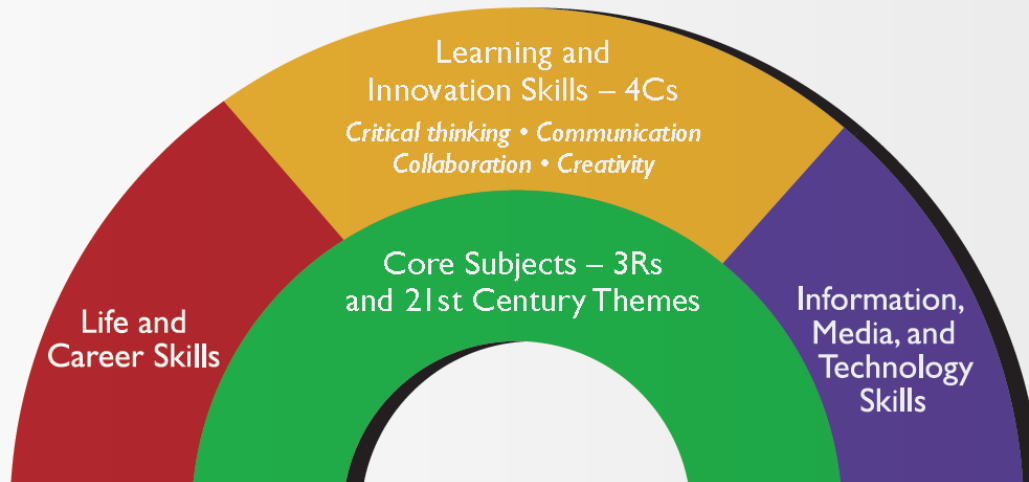 Learning and
Innovation Skills – 4Cs
Critical thinking • Communication
Collaboration • Creativity
Core Subjects – 3Rs
and 21st Century Themes
Life and
Career Skills
Information,
Media, and
Technology
Skills